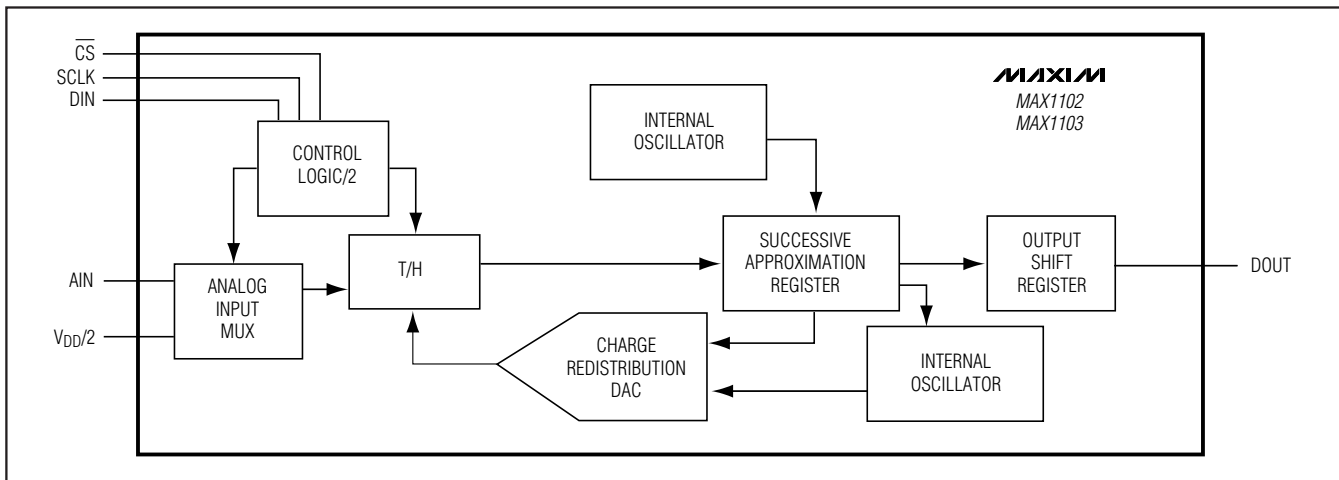 CS
SCLK
DIN
MAXIM
MAX1102
MAX1103
INTERNAL
OSCILLATOR
CONTROL
LOGIC/2
AIN
VDD/2
ANALOG
INPUT
MUX
T/H
SUCCESSIVE
APPROXIMATION
REGISTER
OUTPUT
SHIFT
REGISTER
DOUT
CHARGE
REDISTRIBUTION
DAC
INTERNAL
OSCILLATOR